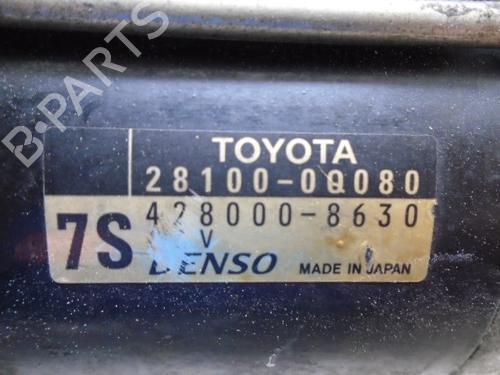 B-PARTS
TOYOTA
28100-0Q080
7S
428000-8630
V
DENSO MADE IN JAPAN